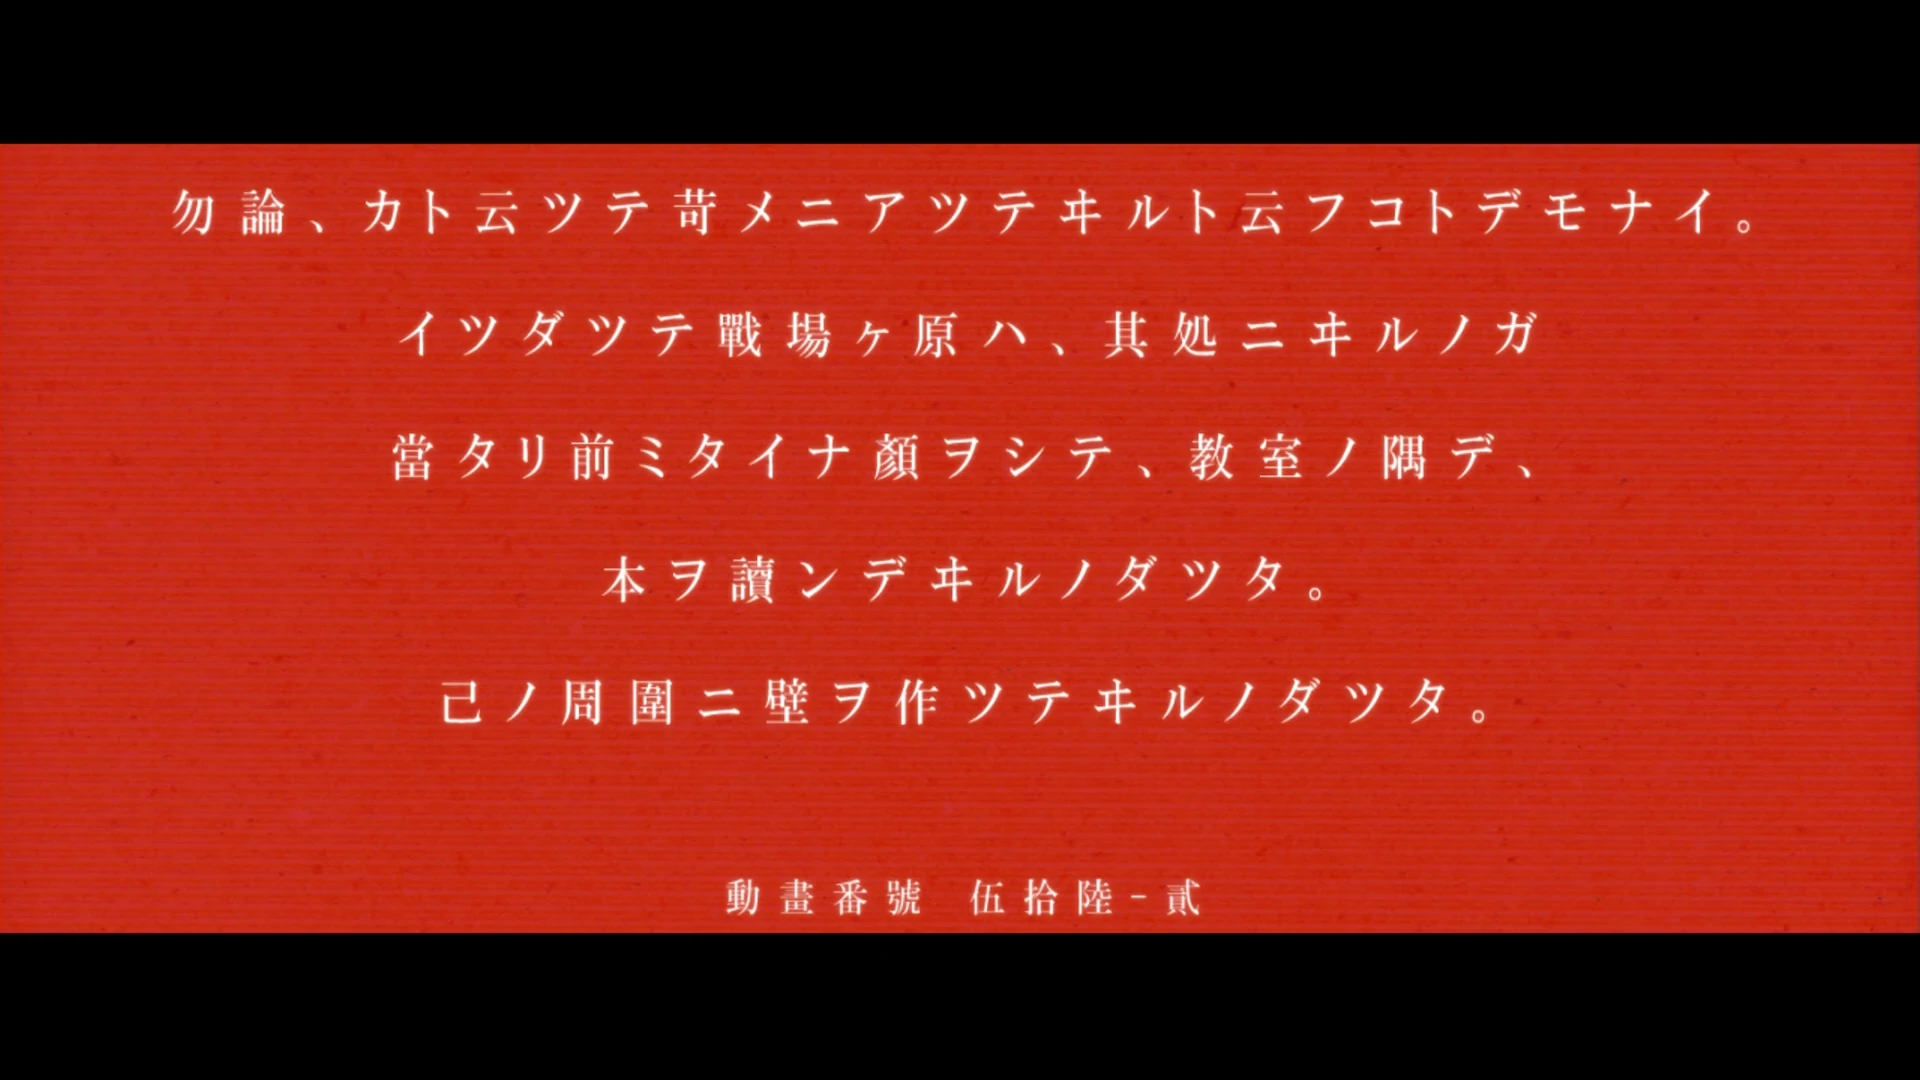 勿論、カト云ツテ苛メニアツテヰルト云フコトデモナイ。
イツダツテ戰場ヶ原ハ、其処ニヰルノガ
當タリ前ミタイナ顏ヲシテ、教室ノ隅デ、
本ヲ讀ンデヰルノダツタ。
己ノ周圍ニ壁ヲ作ツテヰルノダツタ。
動畫番號 伍拾陸-貳